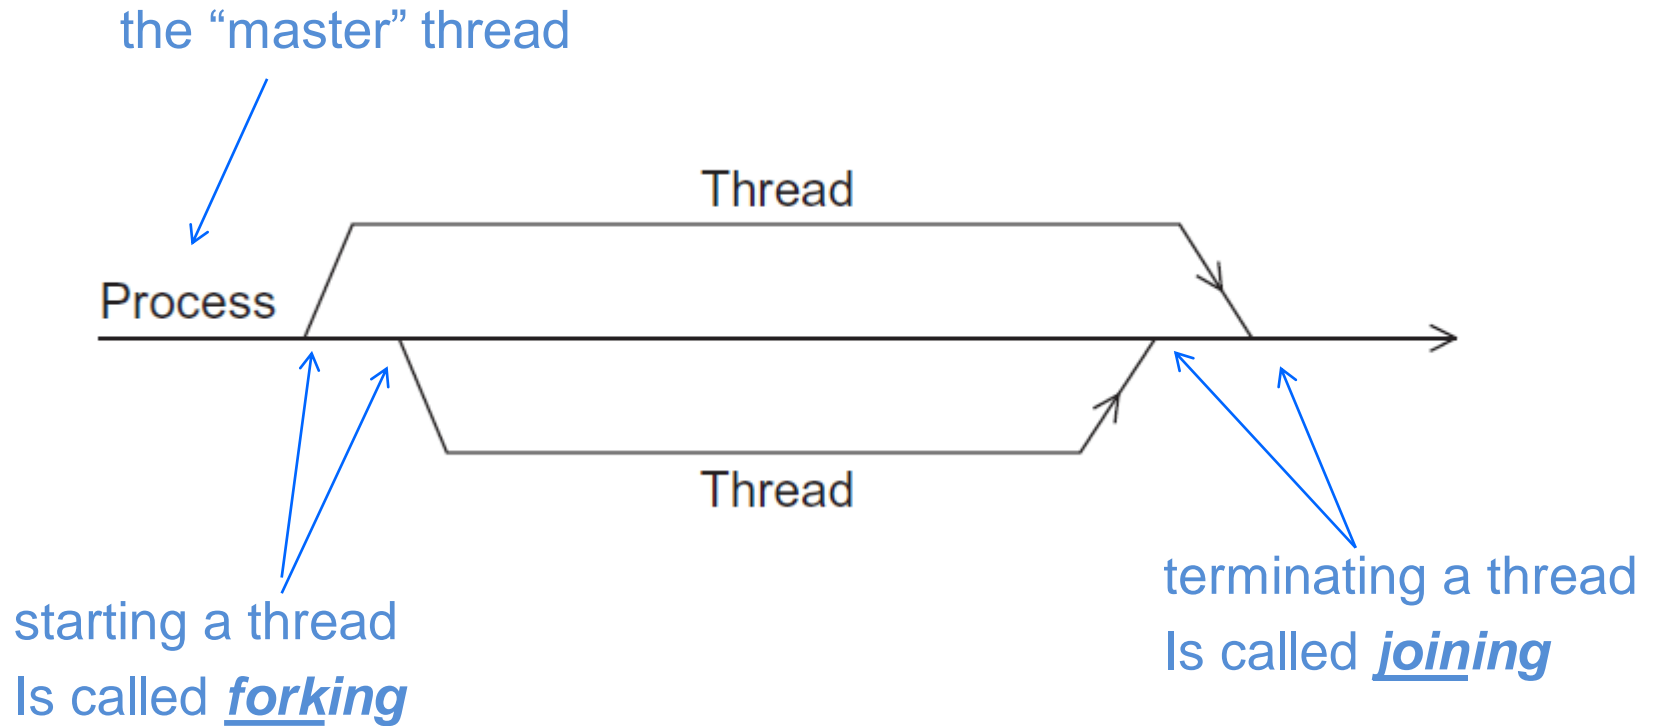 the “master” thread
Thread
Process
Thread
starting a thread
Is called forking
terminating a thread
Is called joining